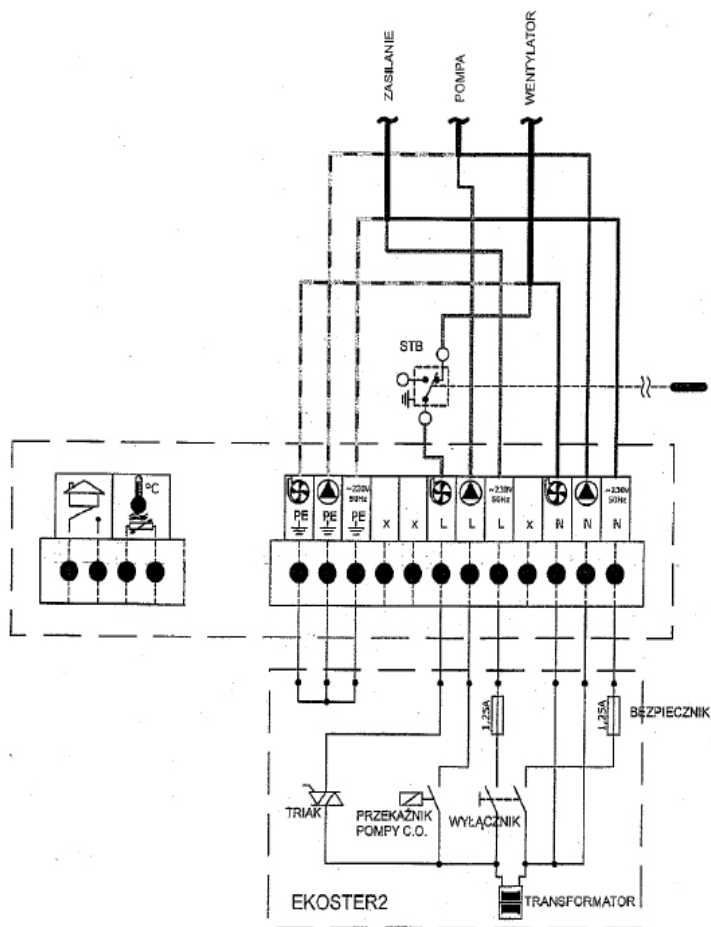 ZASILANIE
POMPA
WENTYLATOR
STB
°C
PE
PE
~230V
50Hz
PE
x
x
L
L
~230V
50Hz
L
x
N
N
~230V
50Hz
N
1,25A
1,25A
BEZPIECZNIK
TRIAK
PRZEKAŹNIK
POMPY C.O.
WYŁĄCZNIK
EKOSTER2
TRANSFORMATOR